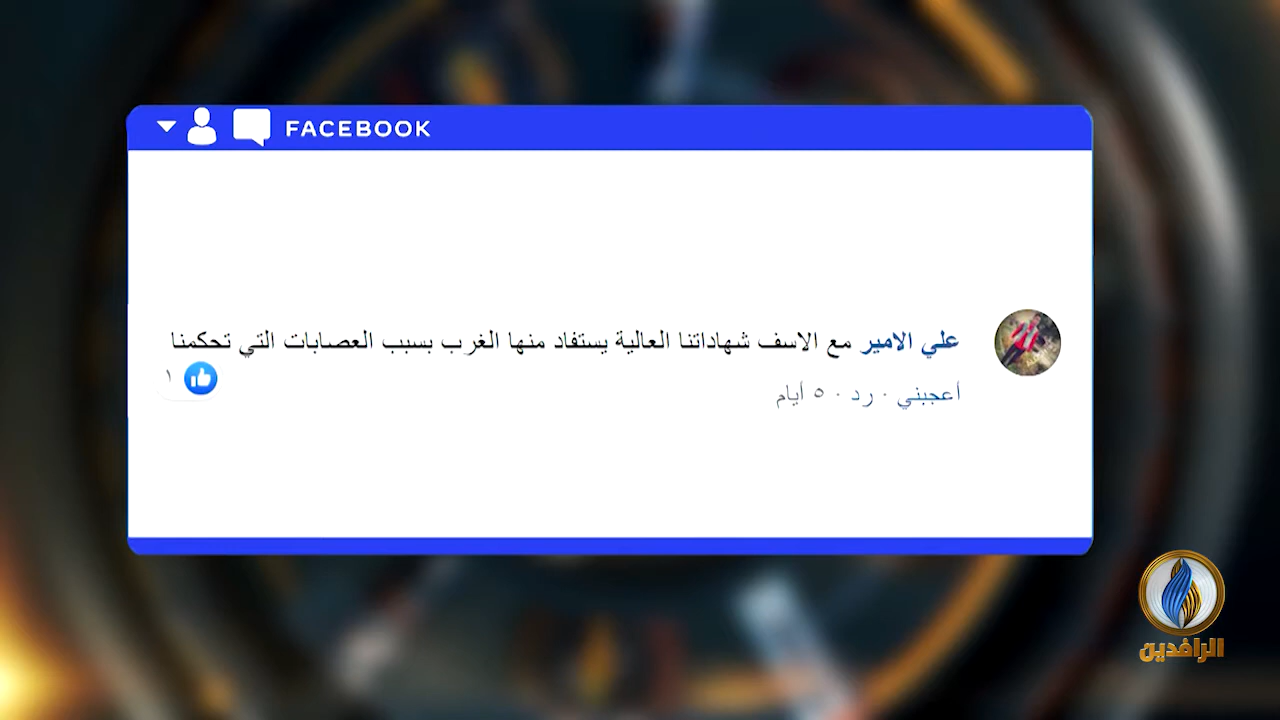 FACEBOOK
علي الامير مع الاسف شهاداتنا العالية يستفاد منها الغرب بسبب العصابات التي تحكمنا
١
أعجبني · رد · ٥ أيام
الرافدين